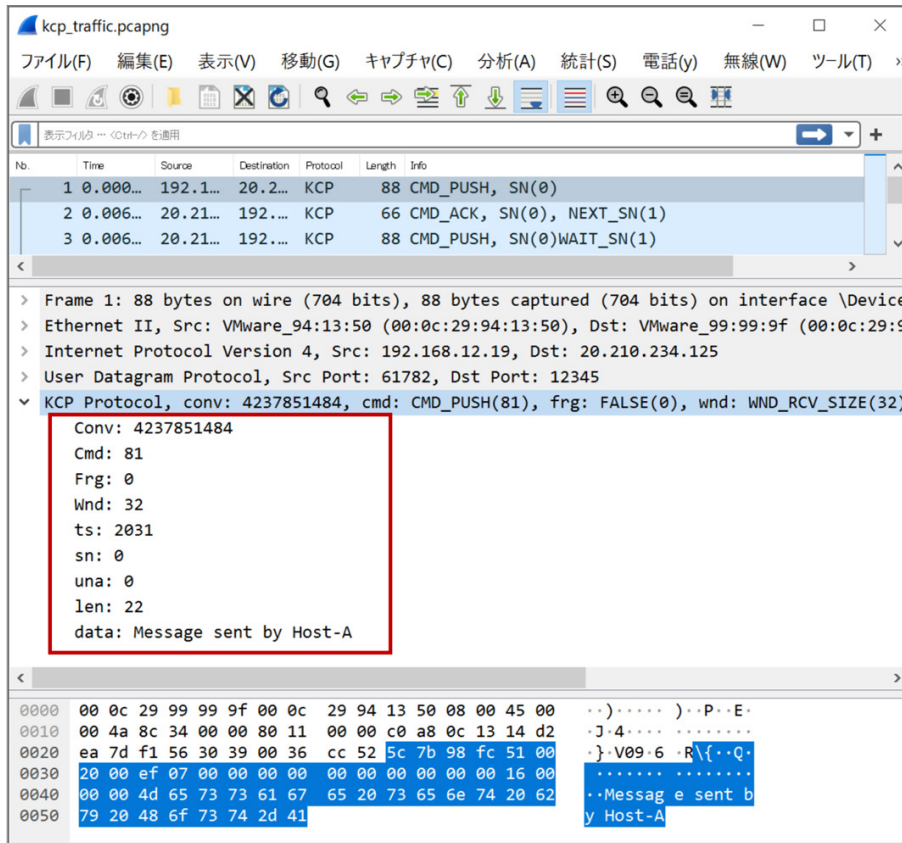 kcp_traffic.pcapng
ファイル(F) 編集(E) 表示(V) 移動(G) キャプチャ(C) 分析(A) 統計(S) 電話(y) 無線(W) ツール(T)
表示フィルタ … <Ctrl-/> を適用
No. Time Source Destination Protocol Length Info
1 0.000… 192.1… 20.2… KCP 88 CMD_PUSH, SN(0)
2 0.006… 20.21… 192.… KCP 66 CMD_ACK, SN(0), NEXT_SN(1)
3 0.006… 20.21… 192.… KCP 88 CMD_PUSH, SN(0)WAIT_SN(1)
Frame 1: 88 bytes on wire (704 bits), 88 bytes captured (704 bits) on interface \Device
Ethernet II, Src: VMware_94:13:50 (00:0c:29:94:13:50), Dst: VMware_99:99:9f (00:0c:29:9
Internet Protocol Version 4, Src: 192.168.12.19, Dst: 20.210.234.125
User Datagram Protocol, Src Port: 61782, Dst Port: 12345
KCP Protocol, conv: 4237851484, cmd: CMD_PUSH(81), frg: FALSE(0), wnd: WND_RCV_SIZE(32)
Conv: 4237851484
Cmd: 81
Frg: 0
Wnd: 32
ts: 2031
sn: 0
una: 0
len: 22
data: Message sent by Host-A
0000 00 0c 29 99 99 9f 00 0c 29 94 13 50 08 00 45 00 ··)····· )··P··E·
0010 00 4a 8c 34 00 00 80 11 00 00 c0 a8 0c 13 14 d2 ·J·4···· ········
0020 ea 7d f1 56 30 39 00 36 cc 52 5c 7b 98 fc 51 00 ·}·V09·6 ·R\{··Q·
0030 20 00 ef 07 00 00 00 00 00 00 00 00 00 00 16 00 ······· ········
0040 00 00 4d 65 73 73 61 67 65 20 73 65 6e 74 20 62 ··Messag e sent b
0050 79 20 48 6f 73 74 2d 41 y Host-A